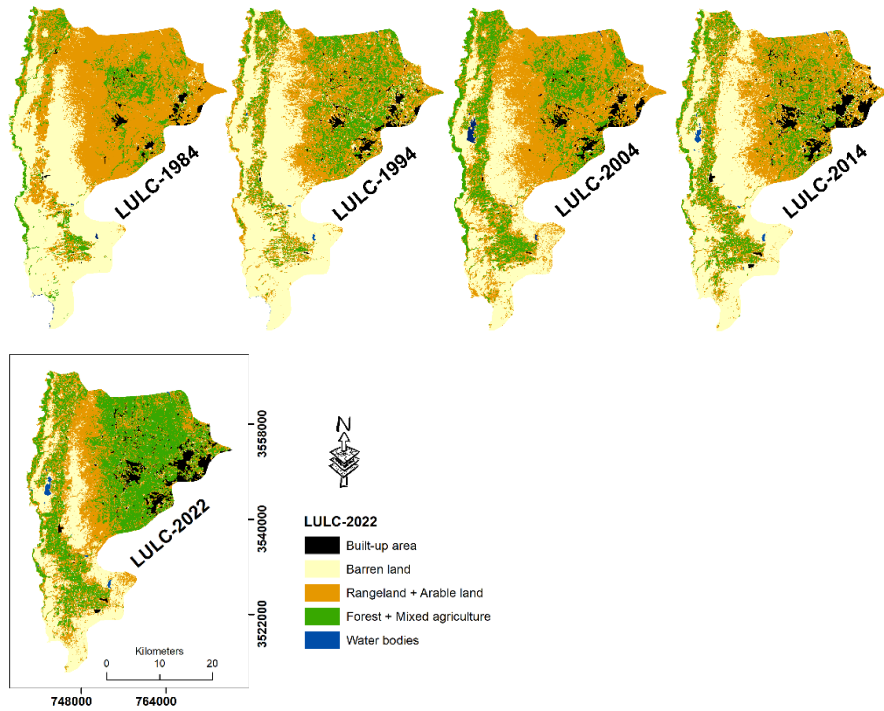 LULC-1984
LULC-1994
LULC-2004
LULC-2014
LULC-2022
3558000
3540000
3522000
N
LULC-2022
Built-up area
Barren land
Rangeland + Arable land
Forest + Mixed agriculture
Water bodies
Kilometers
0 10 20
748000 764000